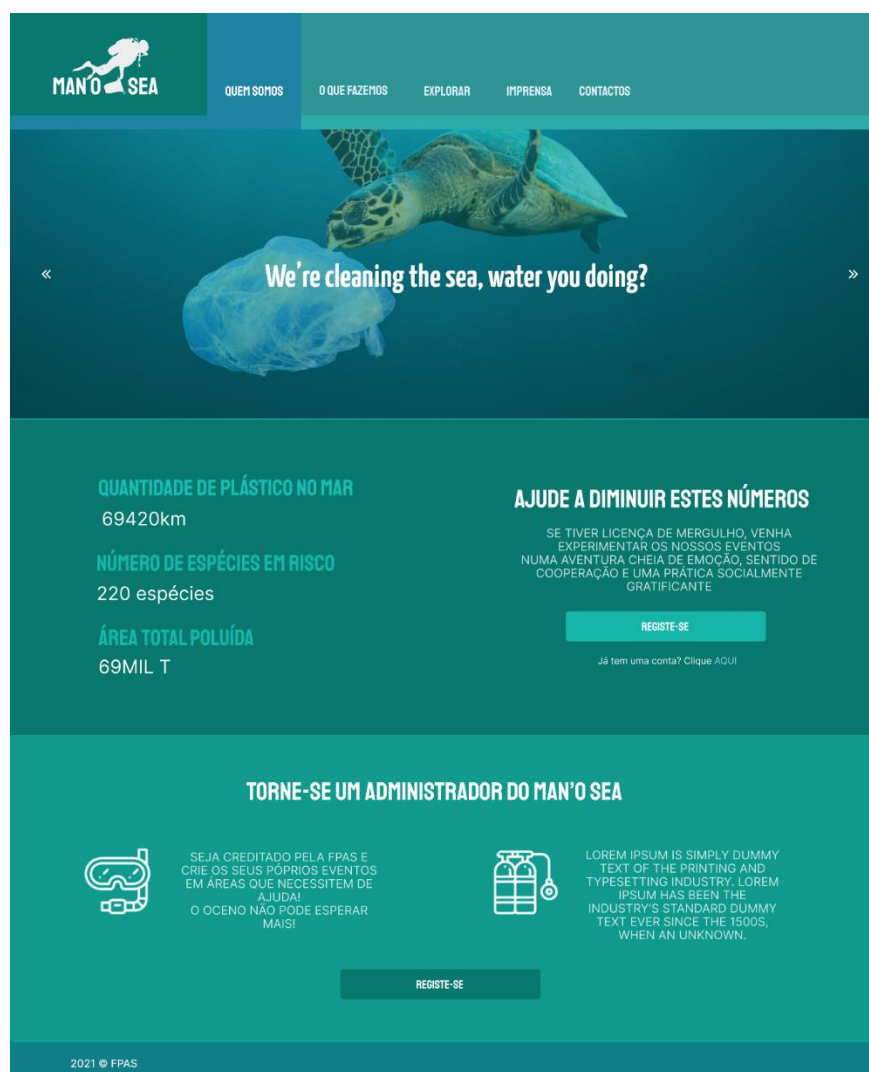 MAN'O SEA
QUEM SOMOS
O QUE FAZEMOS
EXPLORAR
IMPRENSA
CONTACTOS
«
We're cleaning the sea, water you doing?
»
QUANTIDADE DE PLÁSTICO NO MAR
69420km
NÚMERO DE ESPÉCIES EM RISCO
220 espécies
ÁREA TOTAL POLUÍDA
69MIL T
AJUDE A DIMINUIR ESTES NÚMEROS
SE TIVER LICENÇA DE MERGULHO, VENHA
EXPERIMENTAR OS NOSSOS EVENTOS
NUMA AVENTURA CHEIA DE EMOÇÃO, SENTIDO DE
COOPERAÇÃO E UMA PRÁTICA SOCIALMENTE
GRATIFICANTE
REGISTE-SE
Já tem uma conta? Clique AQUI
TORNE-SE UM ADMINISTRADOR DO MAN'O SEA
SEJA CREDITADO PELA FPAS E
CRIE OS SEUS PÓPRIOS EVENTOS
EM ÁREAS QUE NECESSITEM DE
AJUDA!
O OCENO NÃO PODE ESPERAR
MAIS!
LOREM IPSUM IS SIMPLY DUMMY
TEXT OF THE PRINTING AND
TYPESETTING INDUSTRY. LOREM
IPSUM HAS BEEN THE
INDUSTRY'S STANDARD DUMMY
TEXT EVER SINCE THE 1500S,
WHEN AN UNKNOWN.
REGISTE-SE
2021 © FPAS